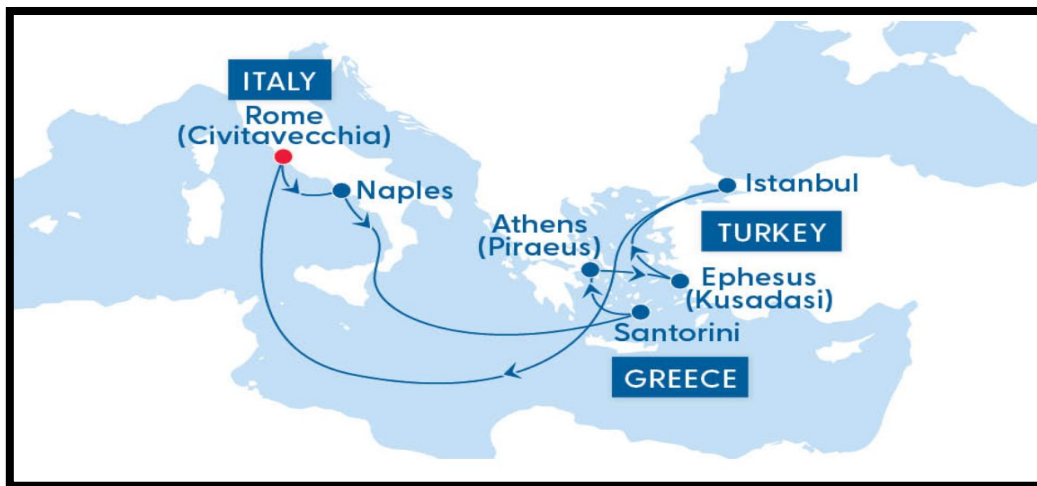 ITALY
Rome
(Civitavecchia)
Naples
Istanbul
Athens
(Piraeus)
TURKEY
Ephesus
(Kusadasi)
Santorini
GREECE